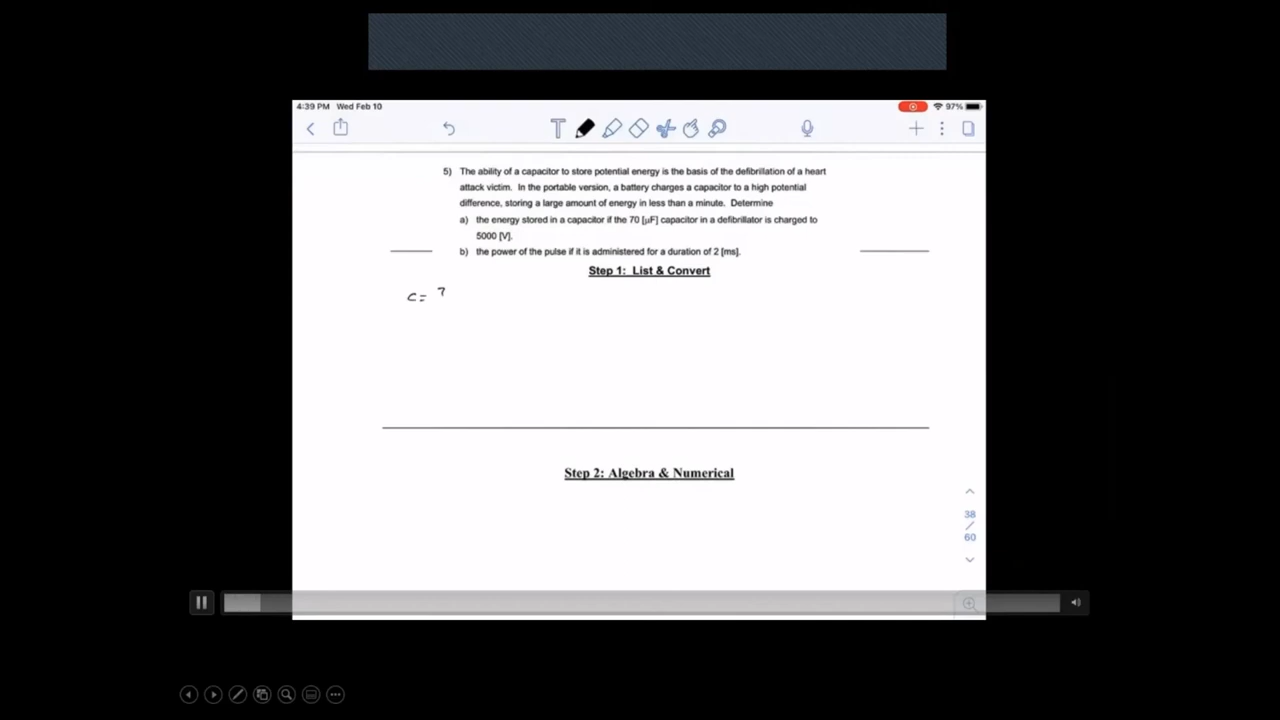 4:39 PM Wed Feb 10
97%
5) The ability of a capacitor to store potential energy is the basis of the defibrillation of a heart
attack victim. In the portable version, a battery charges a capacitor to a high potential
difference, storing a large amount of energy in less than a minute. Determine
a) the energy stored in a capacitor if the 70 [μF] capacitor in a defibrillator is charged to
5000 [V].
b) the power of the pulse if it is administered for a duration of 2 [ms].
Step 1: List & Convert
C= 7
Step 2: Algebra & Numerical
38
/
60